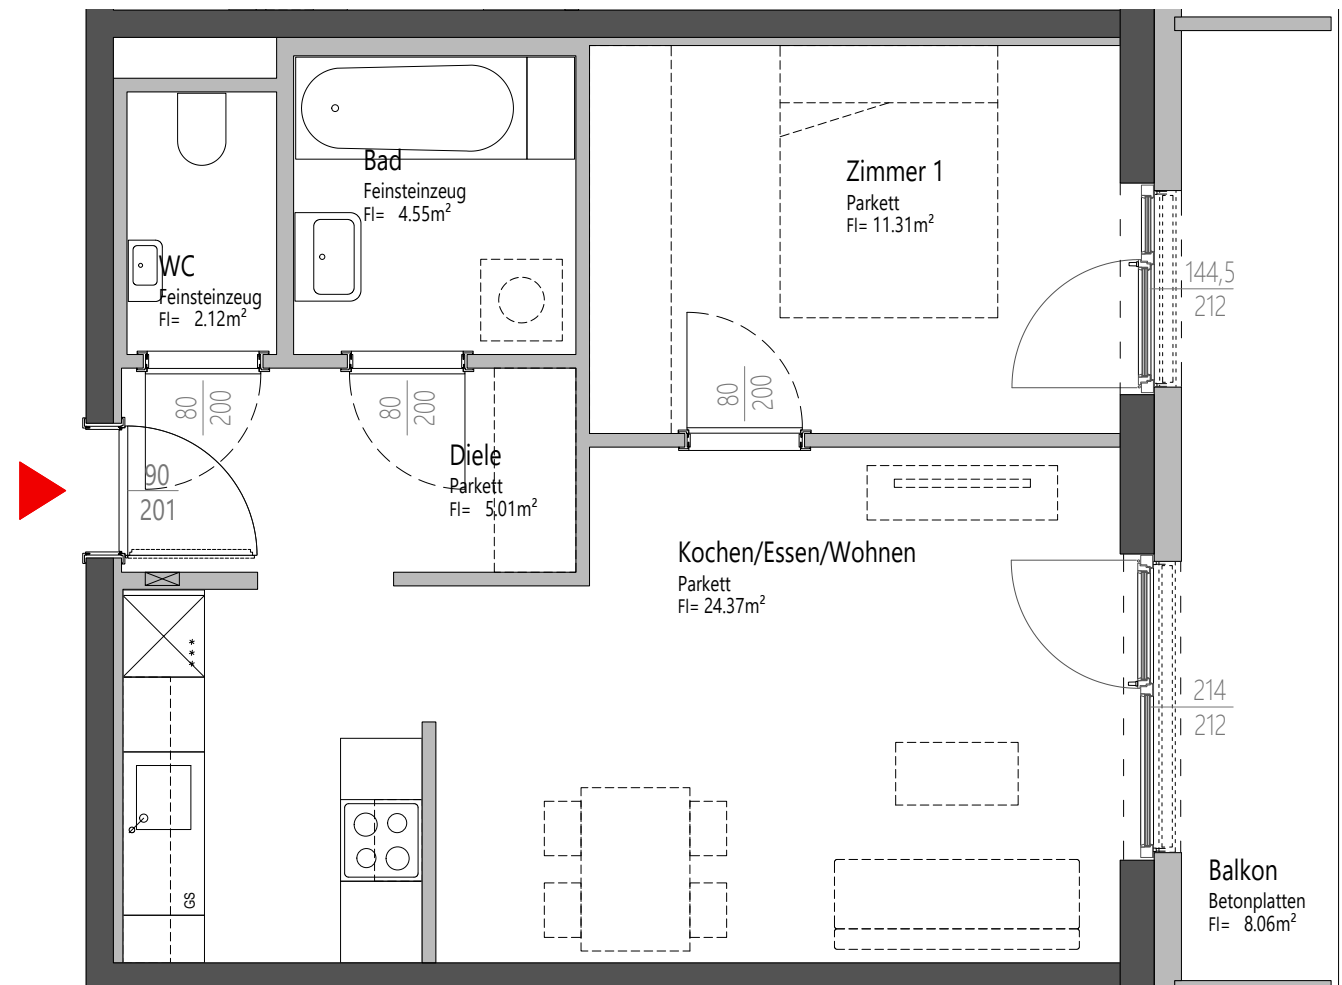 Bad
Feinsteinzeug
Fl= 4.55m²
Zimmer 1
Parkett
Fl= 11.31m²
WC
Feinsteinzeug
Fl= 2.12m²
144,5
212
80
200
80
200
80
200
Diele
Parkett
Fl= 5.01m²
90
201
Kochen/Essen/Wohnen
Parkett
Fl= 24.37m²
***
214
212
GS
Balkon
Betonplatten
Fl= 8.06m²